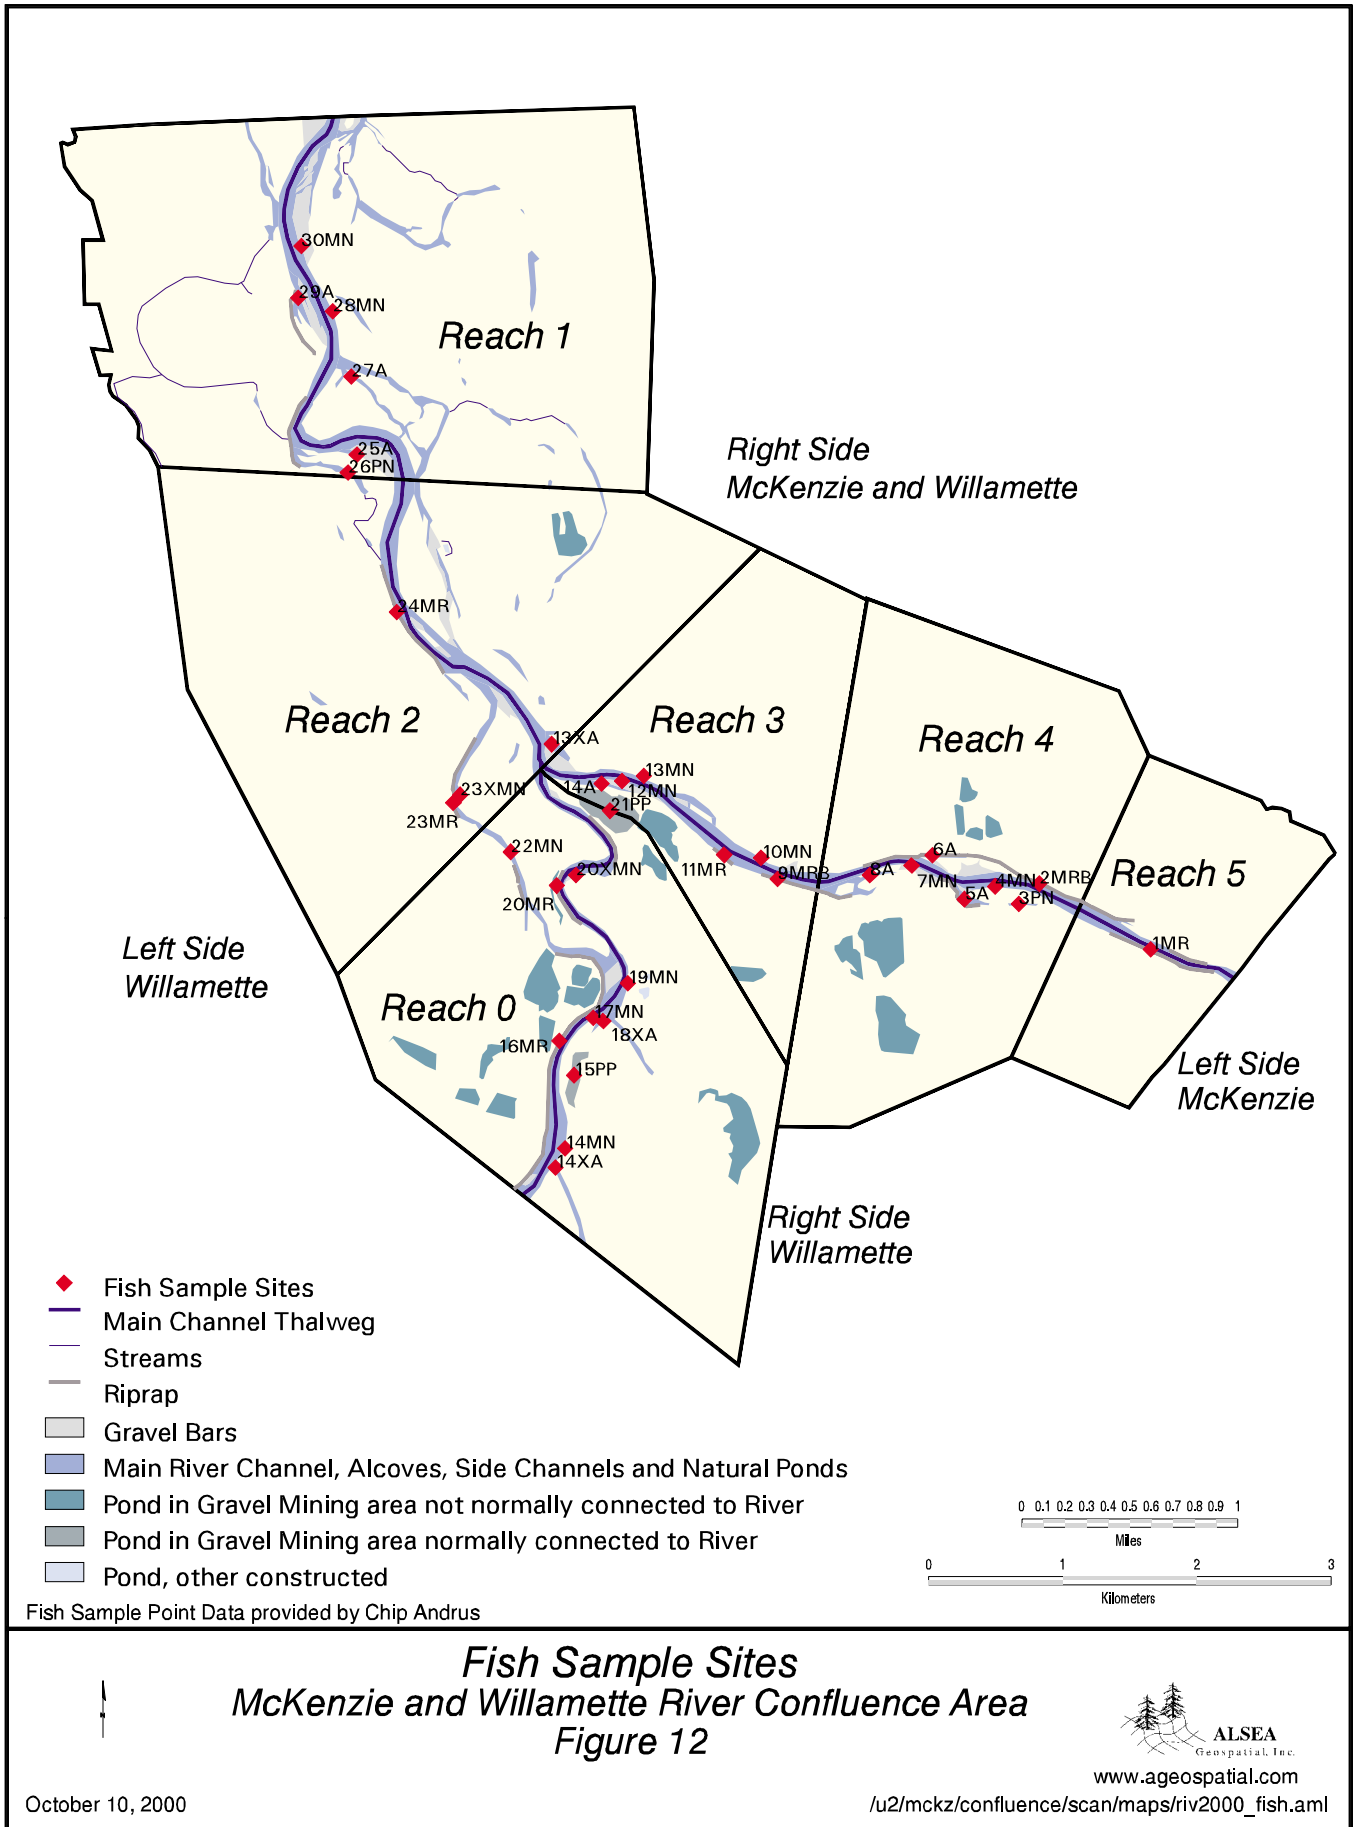 30MN
29A
28MN
Reach 1
27A
25A
26PN
Right Side
McKenzie and Willamette
24MR
Reach 2
Reach 3
Reach 4
13XA
13MN
14A
12MN
21PP
23XMN
23MR
22MN
11MR
10MN
9MRB
8A
6A
7MN
4MN
2MRB
5A
3PN
Reach 5
20XMN
20MR
1MR
Left Side
Willamette
Reach 0
19MN
17MN
18XA
16MR
15PP
Left Side
McKenzie
14MN
14XA
Right Side
Willamette
Fish Sample Sites
Main Channel Thalweg
Streams
Riprap
Gravel Bars
Main River Channel, Alcoves, Side Channels and Natural Ponds
Pond in Gravel Mining area not normally connected to River
Pond in Gravel Mining area normally connected to River
Pond, other constructed
0 0.1 0.2 0.3 0.4 0.5 0.6 0.7 0.8 0.9 1
Miles
0 1 2 3
Kilometers
Fish Sample Point Data provided by Chip Andrus
Fish Sample Sites
McKenzie and Willamette River Confluence Area
Figure 12
ALSEA
Geospatial, Inc.
www.ageospatial.com
October 10, 2000
/u2/mckz/confluence/scan/maps/riv2000_fish.aml